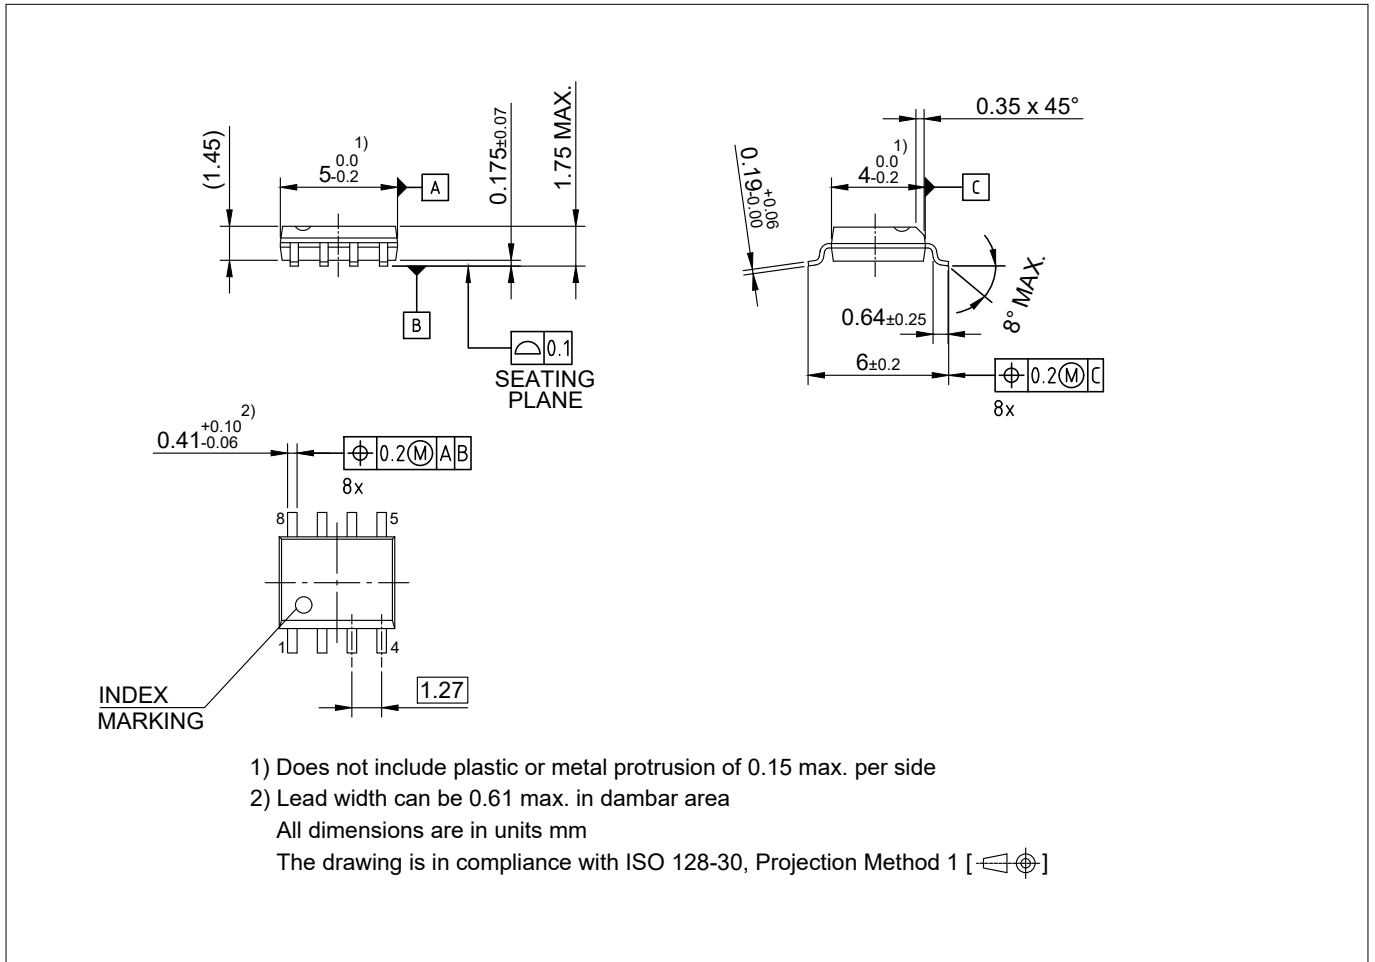 (1.45)
5 0.0 -0.2 1)
A
0.175±0.07
1.75 MAX.
B
0.1
SEATING
PLANE
0.35 x 45°
0.19 +0.06 -0.00
4 0.0 -0.2 1)
C
0.64±0.25
8° MAX.
6±0.2
0.2 M C
8x
0.41 +0.10 -0.06 2)
0.2 M A B
8x
8 5
1 4
INDEX
MARKING
1.27
1) Does not include plastic or metal protrusion of 0.15 max. per side
2) Lead width can be 0.61 max. in dambar area
All dimensions are in units mm
The drawing is in compliance with ISO 128-30, Projection Method 1 [ ]